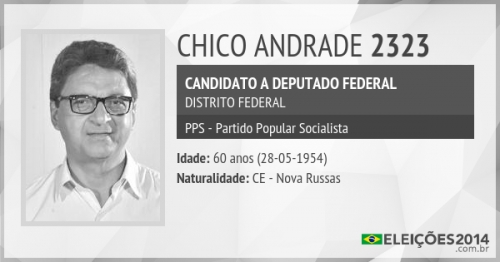 CHICO ANDRADE 2323
CANDIDATO A DEPUTADO FEDERAL
DISTRITO FEDERAL
PPS - Partido Popular Socialista
Idade: 60 anos (28-05-1954)
Naturalidade: CE - Nova Russas
ELEIÇÕES2014
.com.br